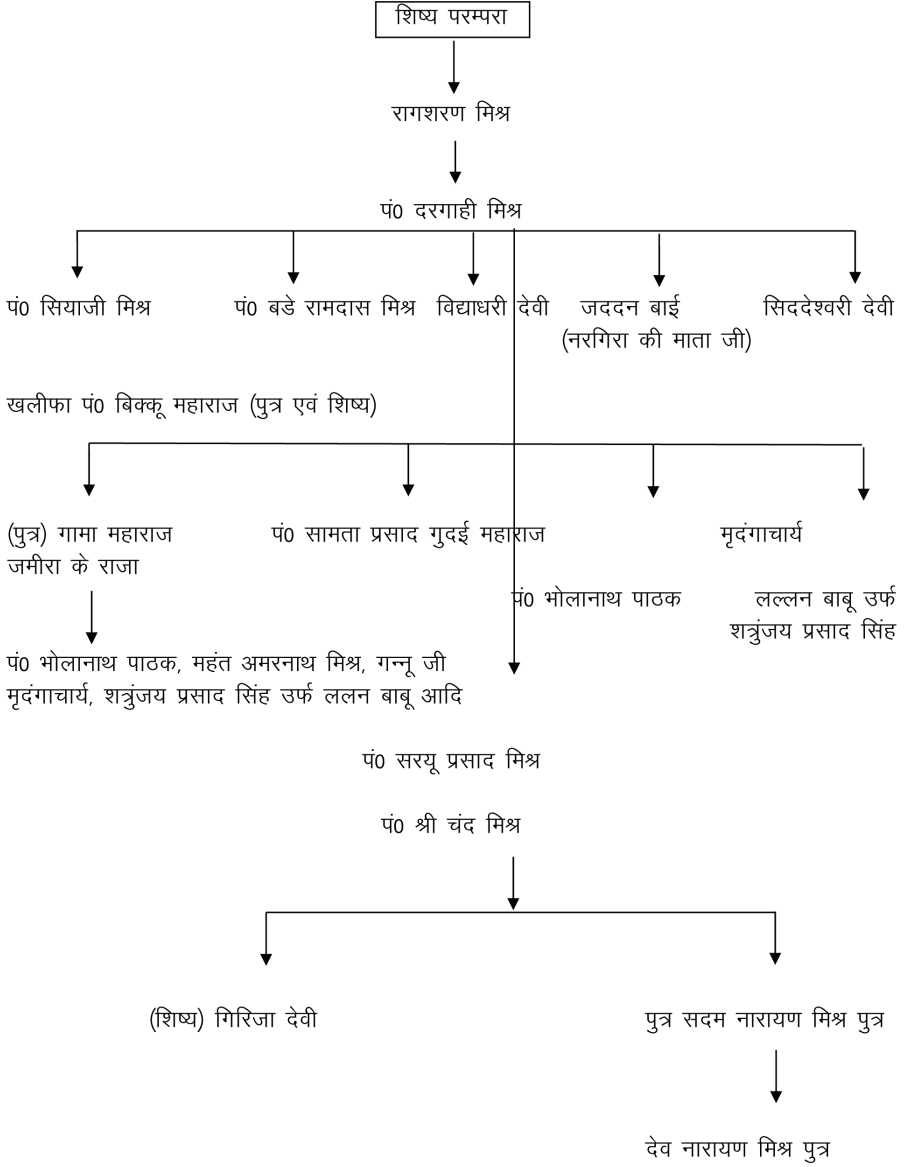 शिष्य परम्परा
रागशरण मिश्र
पं0 दरगाही मिश्र
पं0 सियाजी मिश्र
पं0 बडे रामदास मिश्र
विद्याधरी देवी
जददन बाई
(नरगिरा की माता जी)
सिददेश्वरी देवी
खलीफा पं0 बिक्कू महाराज (पुत्र एवं शिष्य)
(पुत्र) गामा महाराज
जमीरा के राजा
पं0 सामता प्रसाद गुदई महाराज
मृदंगाचार्य
पं0 भोलानाथ पाठक
लल्लन बाबू उर्फ
शत्रुंजय प्रसाद सिंह
पं0 भोलानाथ पाठक, महंत अमरनाथ मिश्र, गन्नू जी
मृदंगाचार्य, शत्रुंजय प्रसाद सिंह उर्फ ललन बाबू आदि
पं0 सरयू प्रसाद मिश्र
पं0 श्री चंद मिश्र
(शिष्य) गिरिजा देवी
पुत्र सदम नारायण मिश्र पुत्र
देव नारायण मिश्र पुत्र